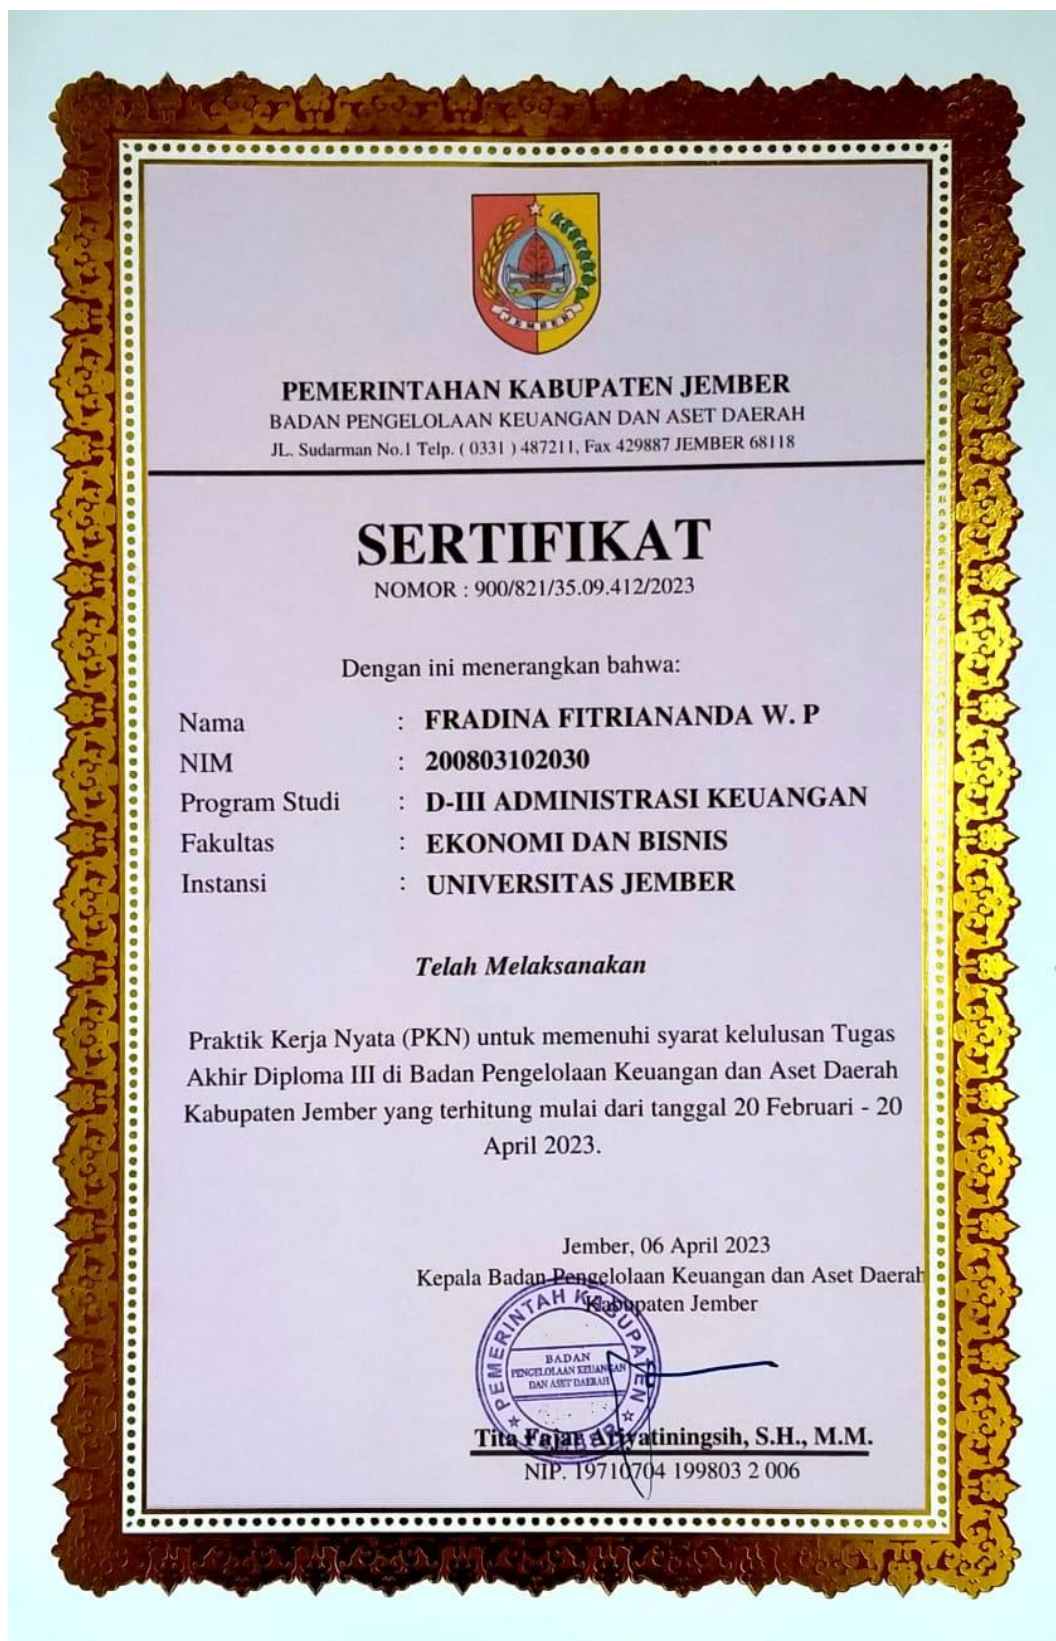 JEMBER
PEMERINTAHAN KABUPATEN JEMBER
BADAN PENGELOLAAN KEUANGAN DAN ASET DAERAH
JL. Sudarman No.1 Telp. ( 0331 ) 487211, Fax 429887 JEMBER 68118
SERTIFIKAT
NOMOR : 900/821/35.09.412/2023
Dengan ini menerangkan bahwa:
Nama : FRADINA FITRIANANDA W. P
NIM : 200803102030
Program Studi : D-III ADMINISTRASI KEUANGAN
Fakultas : EKONOMI DAN BISNIS
Instansi : UNIVERSITAS JEMBER
Telah Melaksanakan
Praktik Kerja Nyata (PKN) untuk memenuhi syarat kelulusan Tugas
Akhir Diploma III di Badan Pengelolaan Keuangan dan Aset Daerah
Kabupaten Jember yang terhitung mulai dari tanggal 20 Februari - 20
April 2023.
Jember, 06 April 2023
Kepala Badan Pengelolaan Keuangan dan Aset Daerah
Kabupaten Jember
PEMERINTAH KABUPATEN
BADAN
PENGELOLAAN KEUANGAN
DAN ASET DAERAH
JEMBER
Tita Fajar Ariyatiningsih, S.H., M.M.
NIP. 19710704 199803 2 006